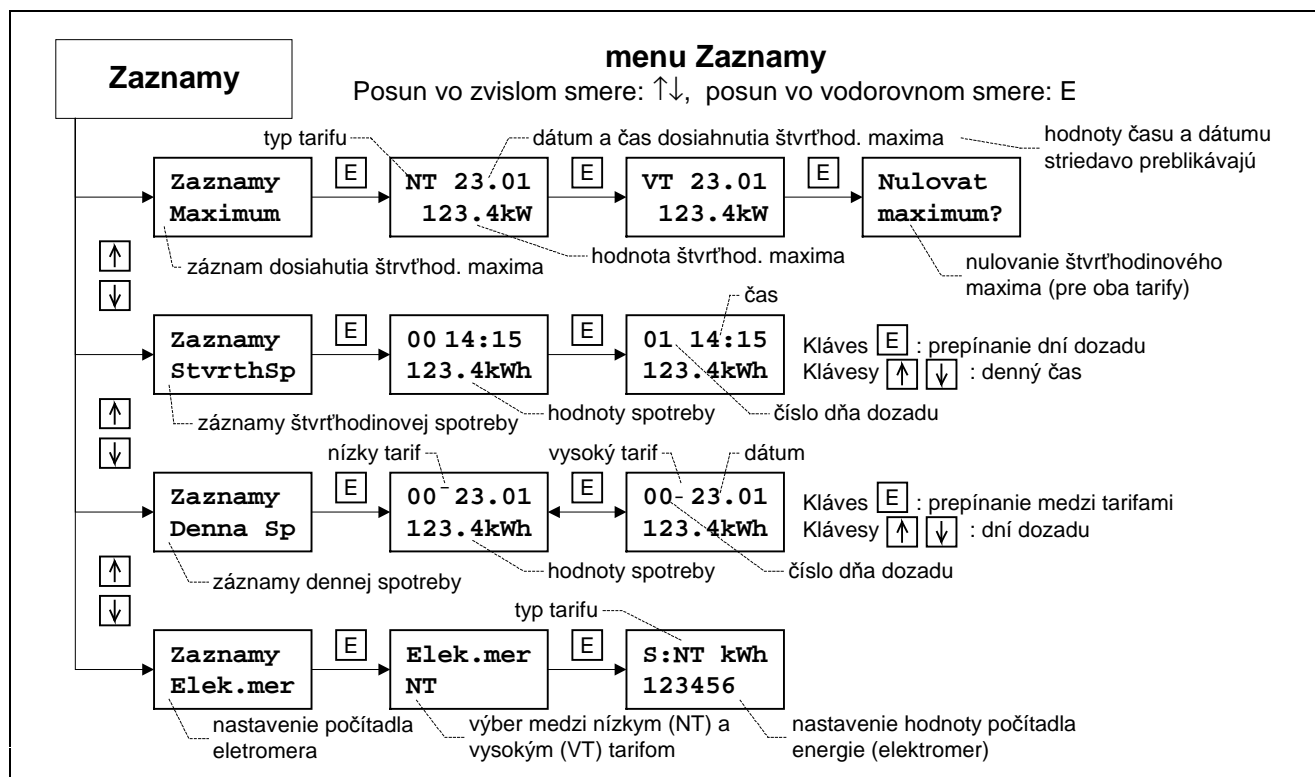 Zaznamy
menu Zaznamy
Posun vo zvislom smere: ↑↓, posun vo vodorovnom smere: E
typ tarifu
dátum a čas dosiahnutia štvrťhod. maxima
hodnoty času a dátumu
striedavo preblikávajú
Zaznamy
Maximum
E
NT 23.01
123.4kW
E
VT 23.01
123.4kW
E
Nulovat
maximum?
↑
↓
záznam dosiahutia štrvťhod. maxima
hodnota štvrťhod. maxima
nulovanie štvrťhodinového
maxima (pre oba tarify)
čas
Zaznamy
StvrthSp
E
00 14:15
123.4kWh
E
01 14:15
123.4kWh
Kláves E : prepínanie dní dozadu
Klávesy ↑ ↓ : denný čas
↑
↓
záznamy štvrťhodinovej spotreby
hodnoty spotreby
číslo dňa dozadu
nízky tarif
vysoký tarif
dátum
Zaznamy
Denna Sp
E
00¯23.01
123.4kWh
E
00-23.01
123.4kWh
Kláves E : prepínanie medzi tarifami
Klávesy ↑ ↓ : dní dozadu
↑
↓
záznamy dennej spotreby
hodnoty spotreby
číslo dňa dozadu
typ tarifu
Zaznamy
Elek.mer
E
Elek.mer
NT
E
S:NT kWh
123456
nastavenie počítadla
eletromera
výber medzi nízkym (NT) a
vysokým (VT) tarifom
nastavenie hodnoty počítadla
energie (elektromer)